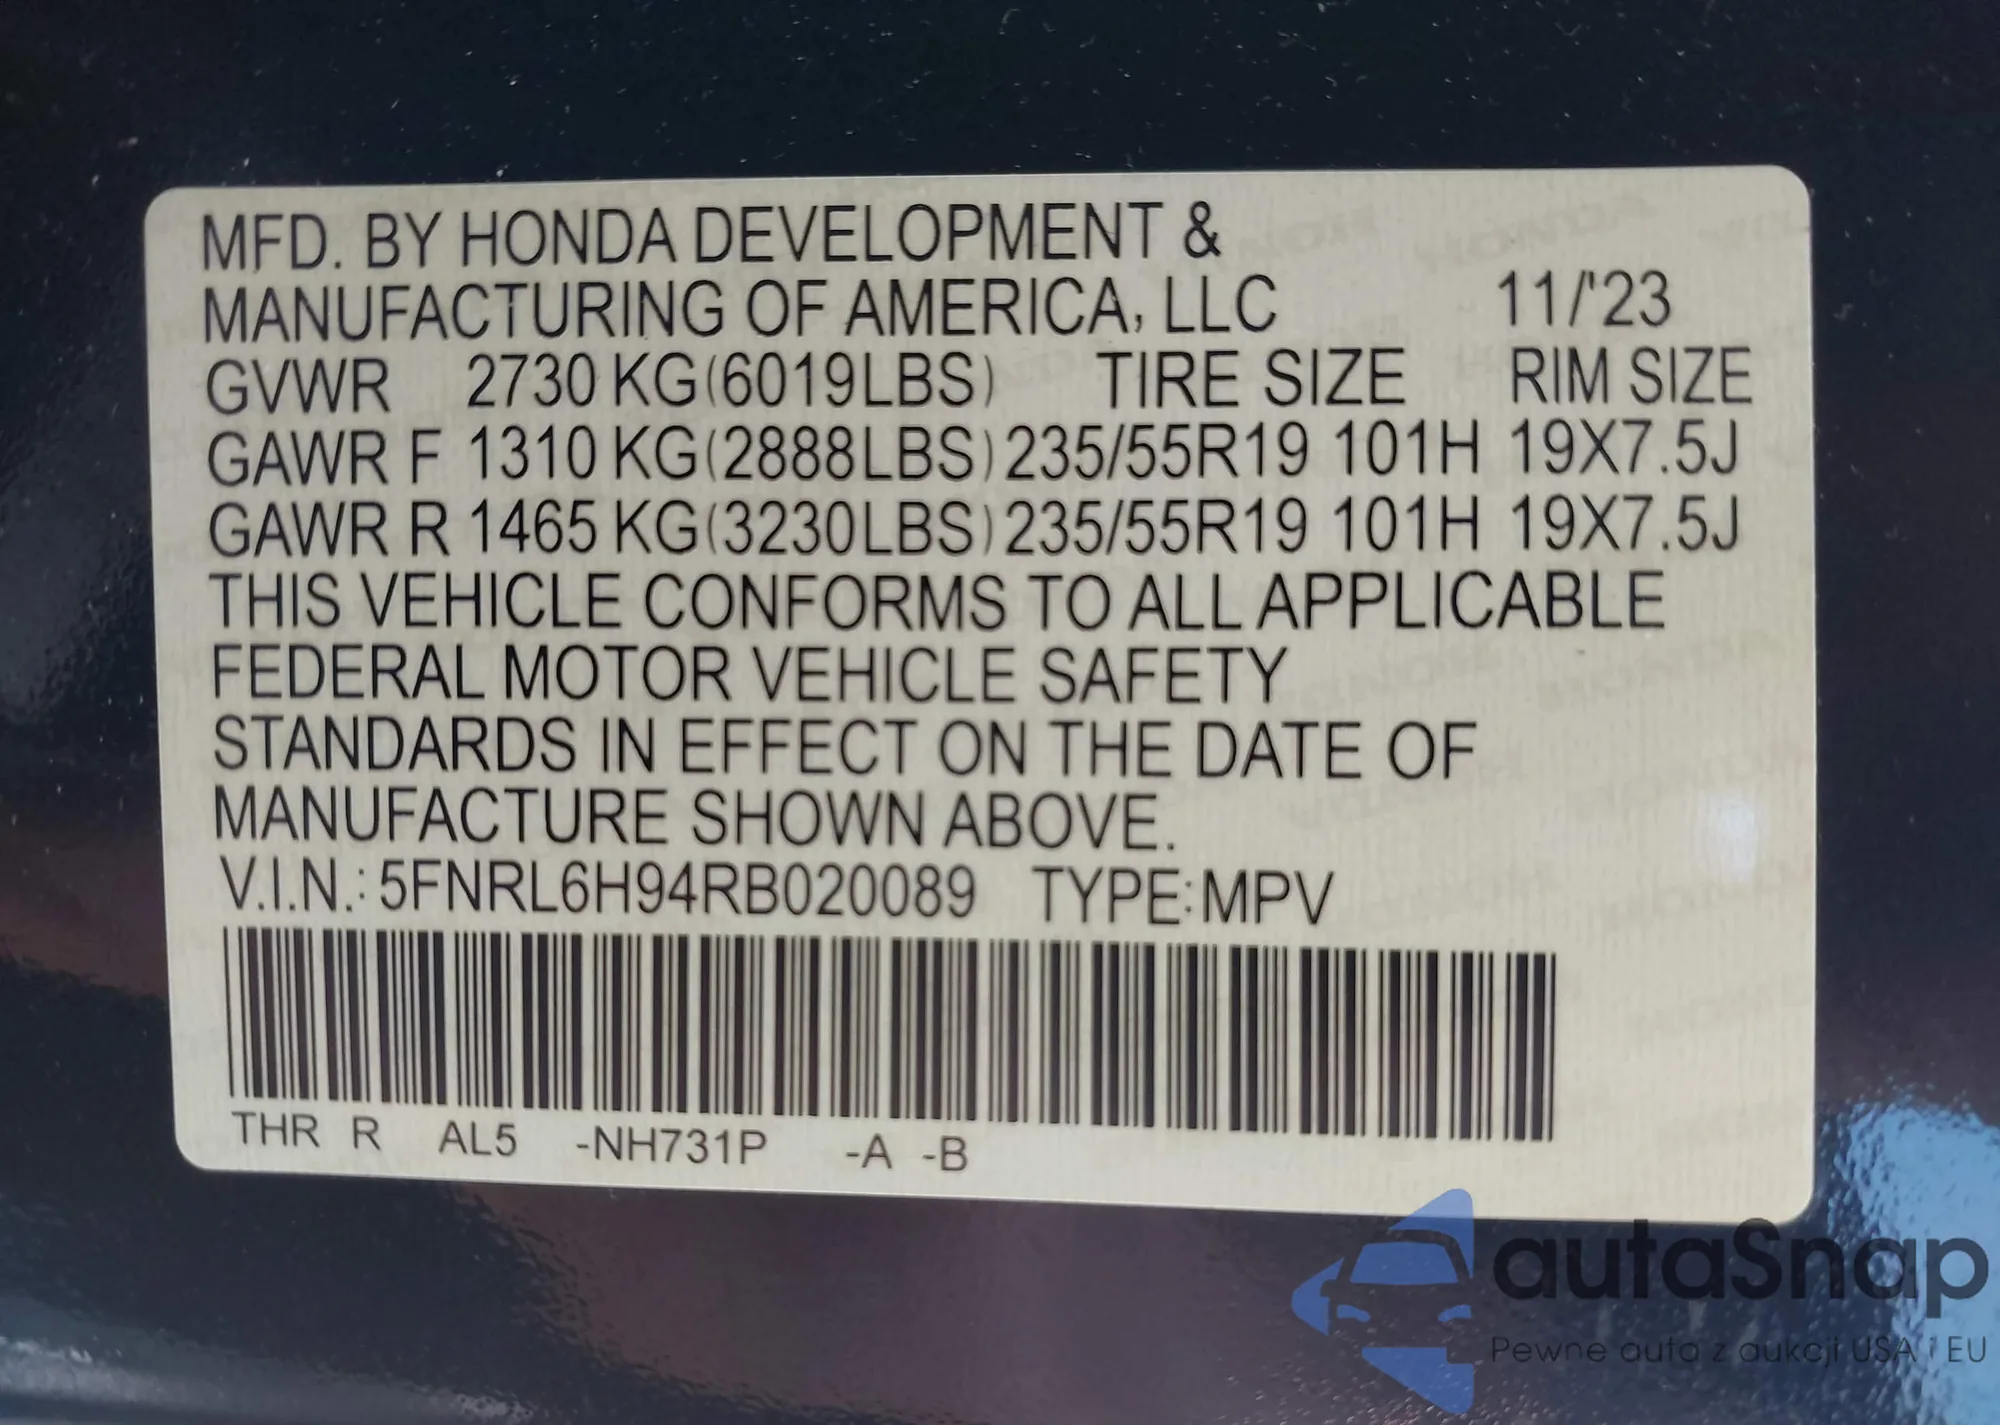 MFD. BY HONDA DEVELOPMENT &
MANUFACTURING OF AMERICA, LLC 11/'23
GVWR 2730 KG(6019LBS) TIRE SIZE RIM SIZE
GAWR F 1310 KG(2888LBS) 235/55R19 101H 19X7.5J
GAWR R 1465 KG(3230LBS) 235/55R19 101H 19X7.5J
THIS VEHICLE CONFORMS TO ALL APPLICABLE
FEDERAL MOTOR VEHICLE SAFETY
STANDARDS IN EFFECT ON THE DATE OF
MANUFACTURE SHOWN ABOVE.
V.I.N.: 5FNRL6H94RB020089 TYPE:MPV
THR R AL5 -NH731P -A -B
autaSnap
Pewne auta z aukcji USA i EU